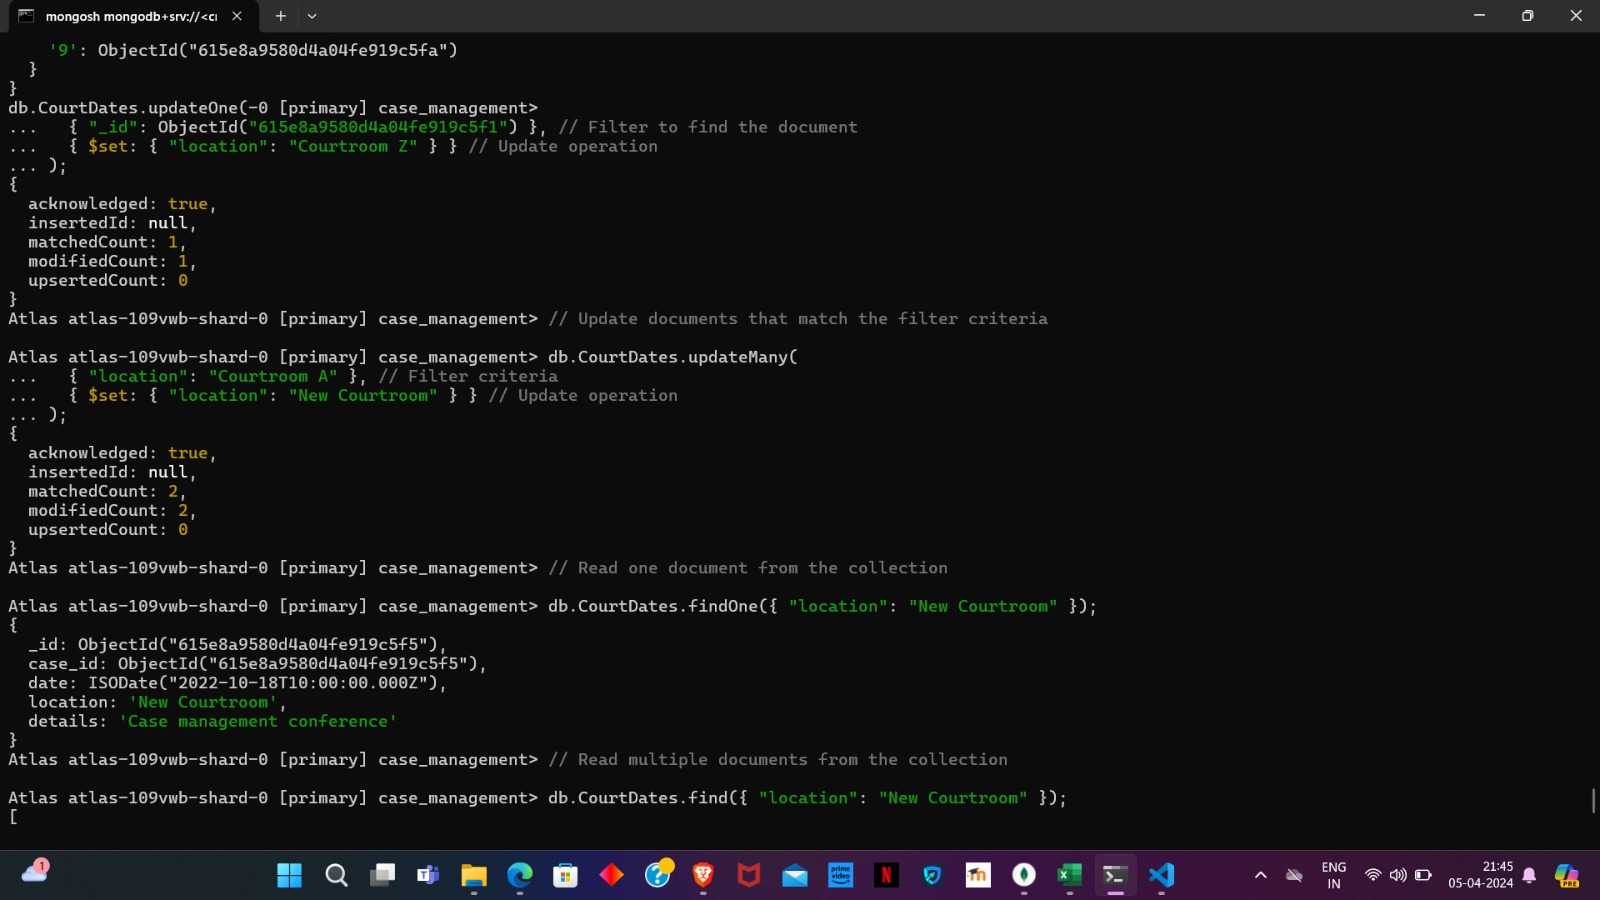 mongosh mongodb+srv://<cr
'9': ObjectId("615e8a9580d4a04fe919c5fa")
}
}
db.CourtDates.updateOne(-0 [primary] case_management>
...    { "_id": ObjectId("615e8a9580d4a04fe919c5f1") }, // Filter to find the document
...    { $set: { "location": "Courtroom Z" } } // Update operation
... );
{
  acknowledged: true,
  insertedId: null,
  matchedCount: 1,
  modifiedCount: 1,
  upsertedCount: 0
}
Atlas atlas-109vwb-shard-0 [primary] case_management> // Update documents that match the filter criteria
Atlas atlas-109vwb-shard-0 [primary] case_management> db.CourtDates.updateMany(
...    { "location": "Courtroom A" }, // Filter criteria
...    { $set: { "location": "New Courtroom" } } // Update operation
... );
{
  acknowledged: true,
  insertedId: null,
  matchedCount: 2,
  modifiedCount: 2,
  upsertedCount: 0
}
Atlas atlas-109vwb-shard-0 [primary] case_management> // Read one document from the collection
Atlas atlas-109vwb-shard-0 [primary] case_management> db.CourtDates.findOne({ "location": "New Courtroom" });
{
  _id: ObjectId("615e8a9580d4a04fe919c5f5"),
  case_id: ObjectId("615e8a9580d4a04fe919c5f5"),
  date: ISODate("2022-10-18T10:00:00.000Z"),
  location: 'New Courtroom',
  details: 'Case management conference'
}
Atlas atlas-109vwb-shard-0 [primary] case_management> // Read multiple documents from the collection
Atlas atlas-109vwb-shard-0 [primary] case_management> db.CourtDates.find({ "location": "New Courtroom" });
[
1
prime video
N
m
ENG
IN
21:45
05-04-2024
PRE